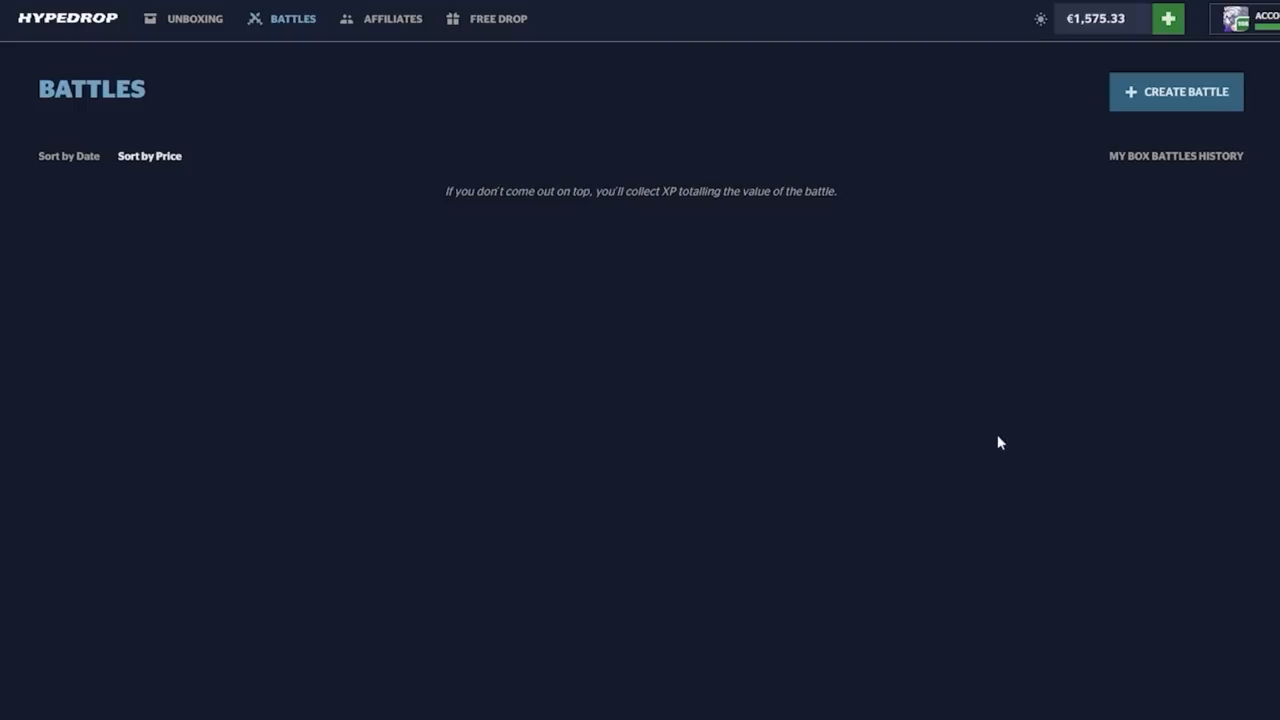 HYPEDROP UNBOXING BATTLES AFFILIATES FREE DROP €1,575.33 ACCO
BATTLES
CREATE BATTLE
Sort by Date Sort by Price MY BOX BATTLES HISTORY
If you don't come out on top, you'll collect XP totalling the value of the battle.